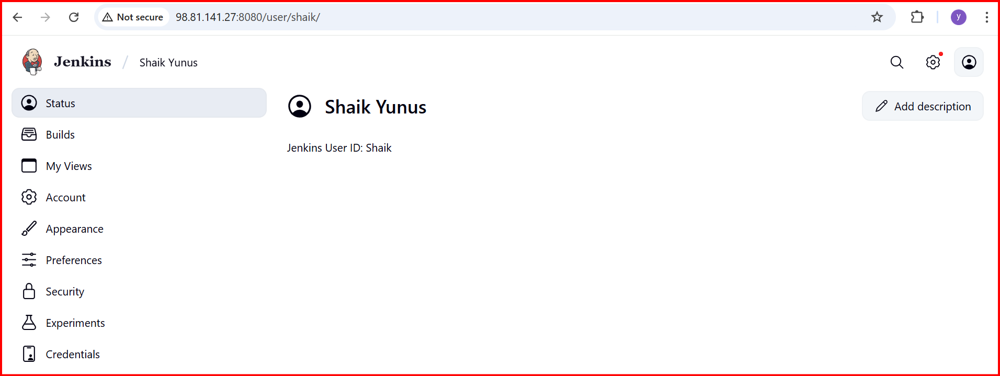 Not secure 98.81.141.27:8080/user/shaik/ y
Jenkins / Shaik Yunus
Status
Shaik Yunus
Add description
Builds
Jenkins User ID: Shaik
My Views
Account
Appearance
Preferences
Security
Experiments
Credentials